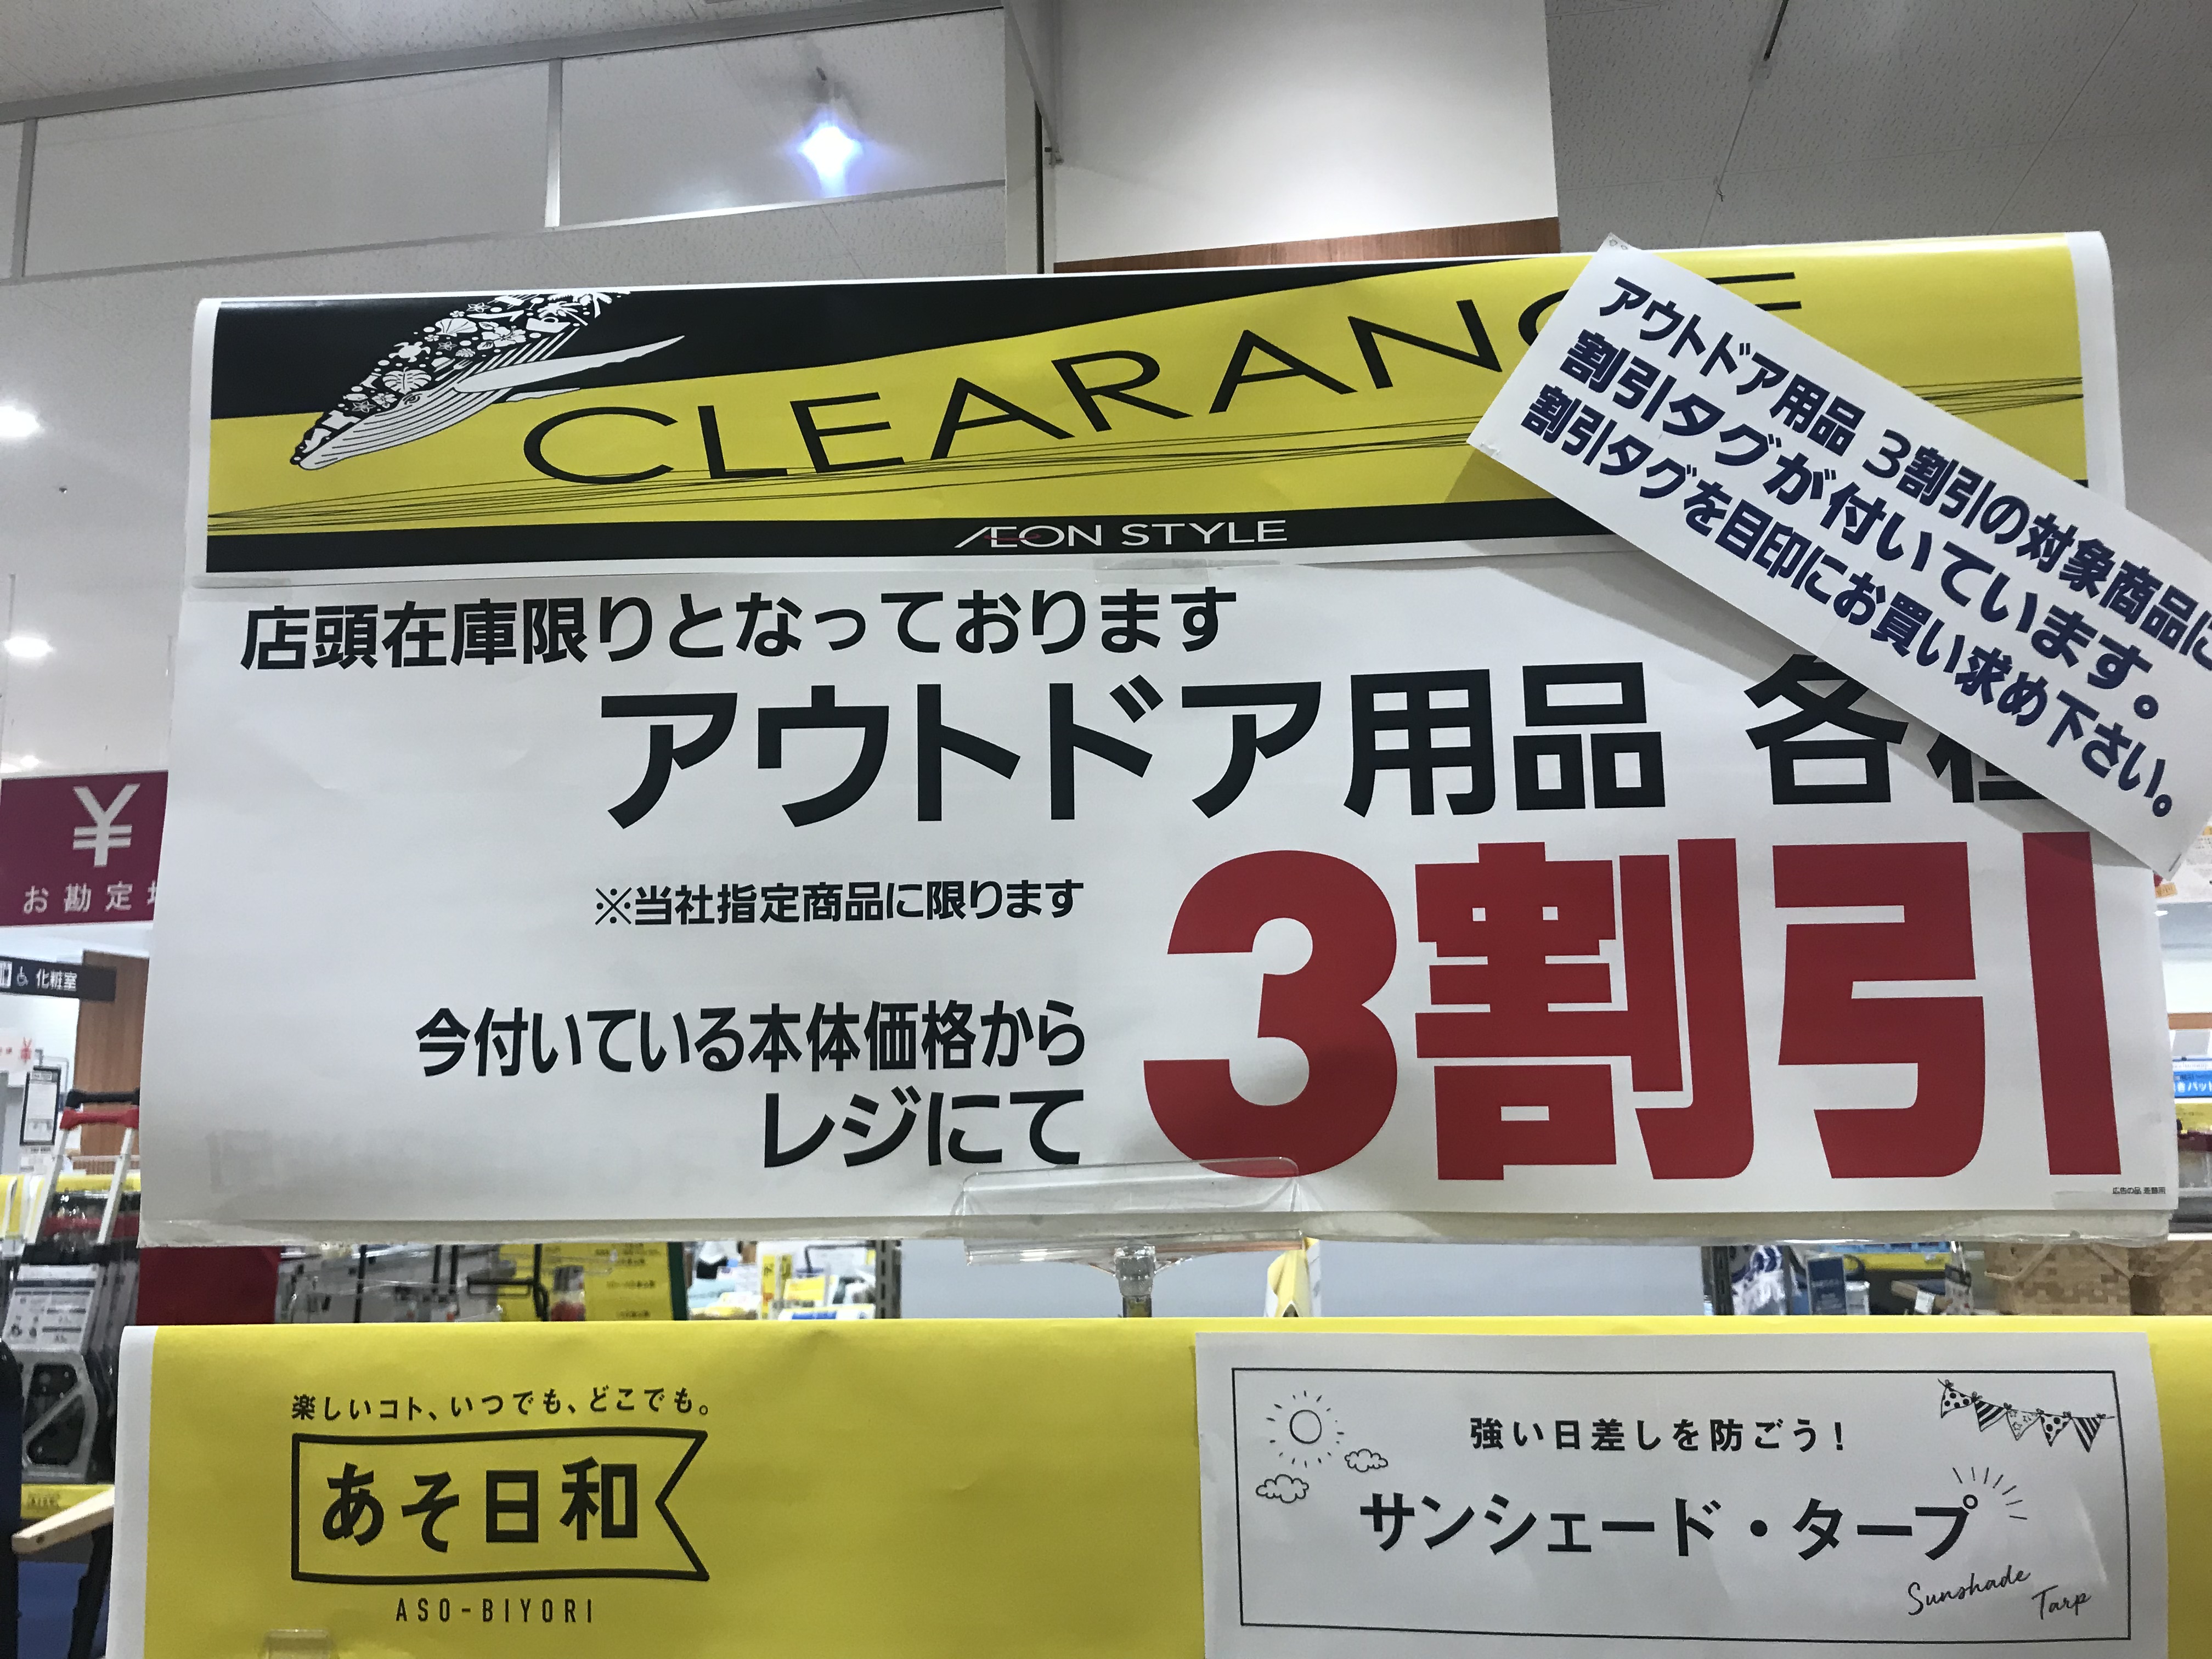 CLEARANCE
ÆON STYLE
アウトドア用品 3割引の対象商品に
割引タグが付いています。
割引タグを目印にお買い求め下さい。
店頭在庫限りとなっております
アウトドア用品 各種
※当社指定商品に限ります
今付いている本体価格から
レジにて
3割引
¥
お勘定
化粧室
楽しいコト、いつでも、どこでも。
あそ日和
ASO-BIYORI
強い日差しを防ごう!
サンシェード・タープ
Sunshade
Tarp